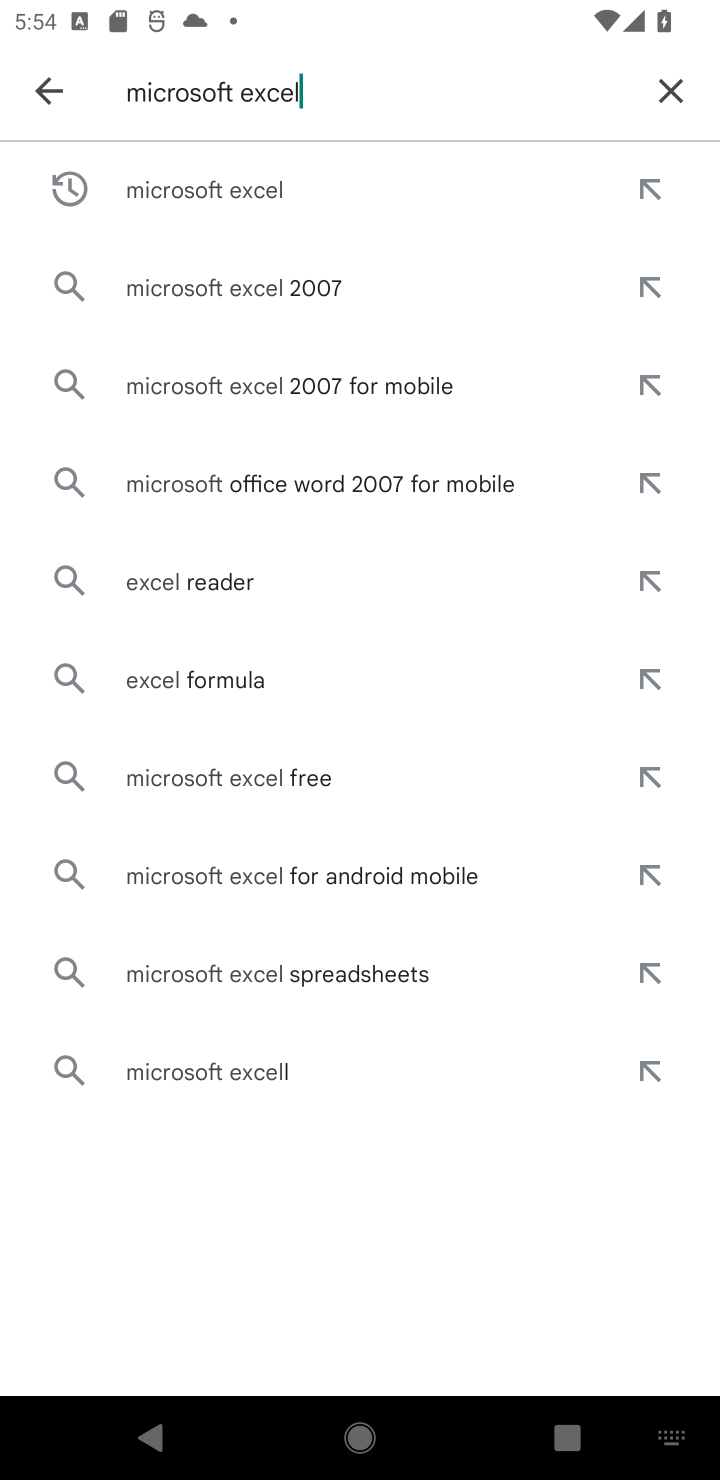 5:54
microsoft excel
microsoft excel
microsoft excel 2007
microsoft excel 2007 for mobile
microsoft office word 2007 for mobile
excel reader
excel formula
microsoft excel free
microsoft excel for android mobile
microsoft excel spreadsheets
microsoft excell